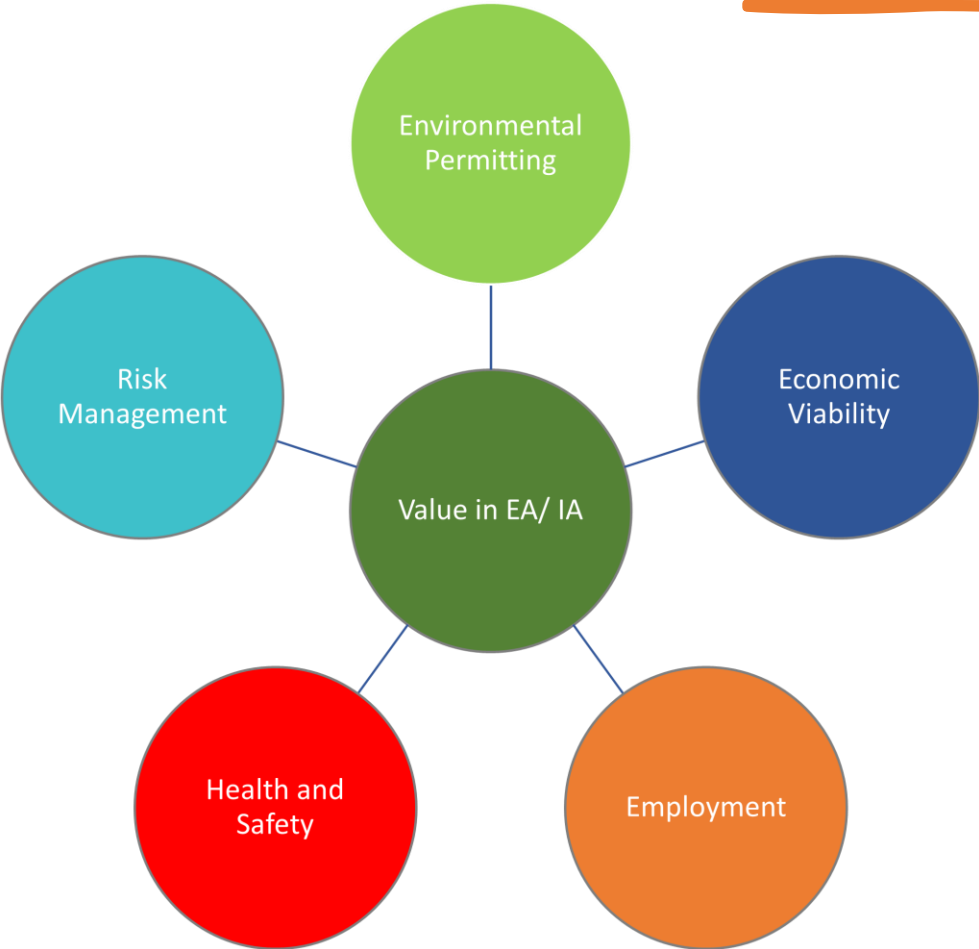 Environmental
Permitting
Risk
Management
Economic
Viability
Value in EA/ IA
Health and
Safety
Employment